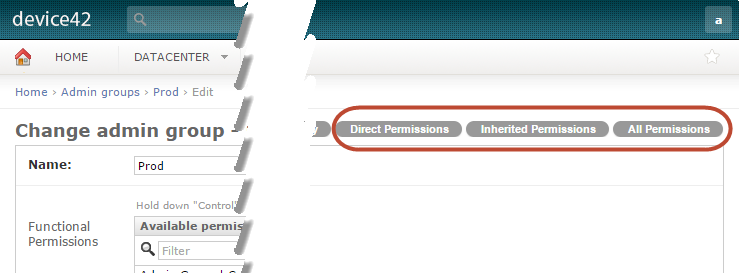 device42
a
HOME DATACENTER
Home › Admin groups › Prod › Edit
Change admin group - Direct Permissions Inherited Permissions All Permissions
Name: Prod
Hold down "Control"
Functional Permissions
Available permis
Filter